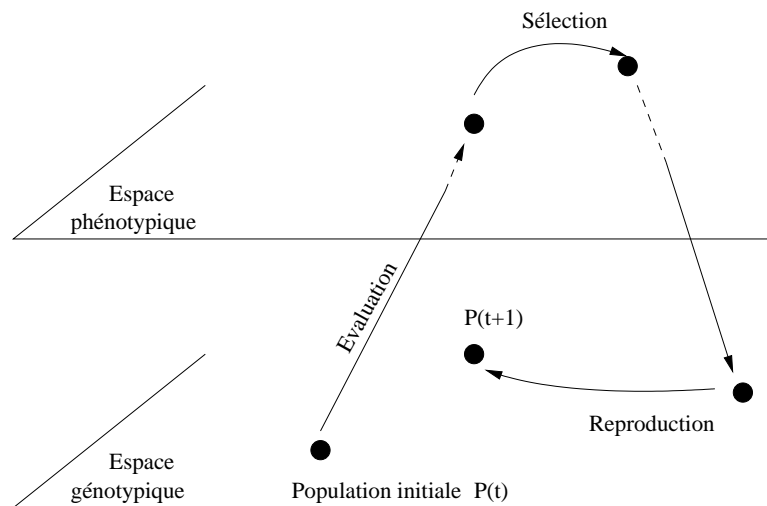 Sélection
Espace
phénotypique
Evaluation
P(t+1)
Reproduction
Espace
génotypique
Population initiale P(t)